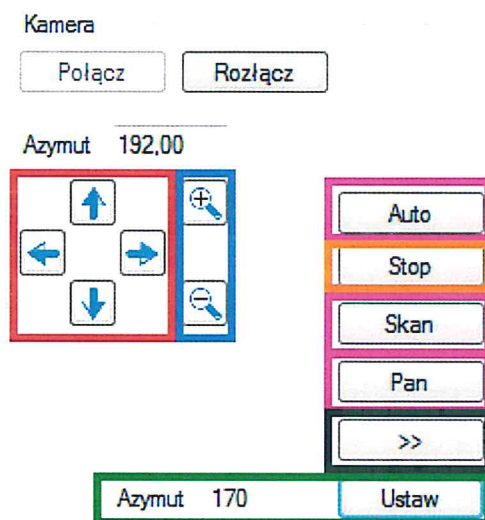 Kamera
Połącz Rozłącz
Azymut 192,00
Auto
Stop
Skan
Pan
>>
Azymut 170 Ustaw